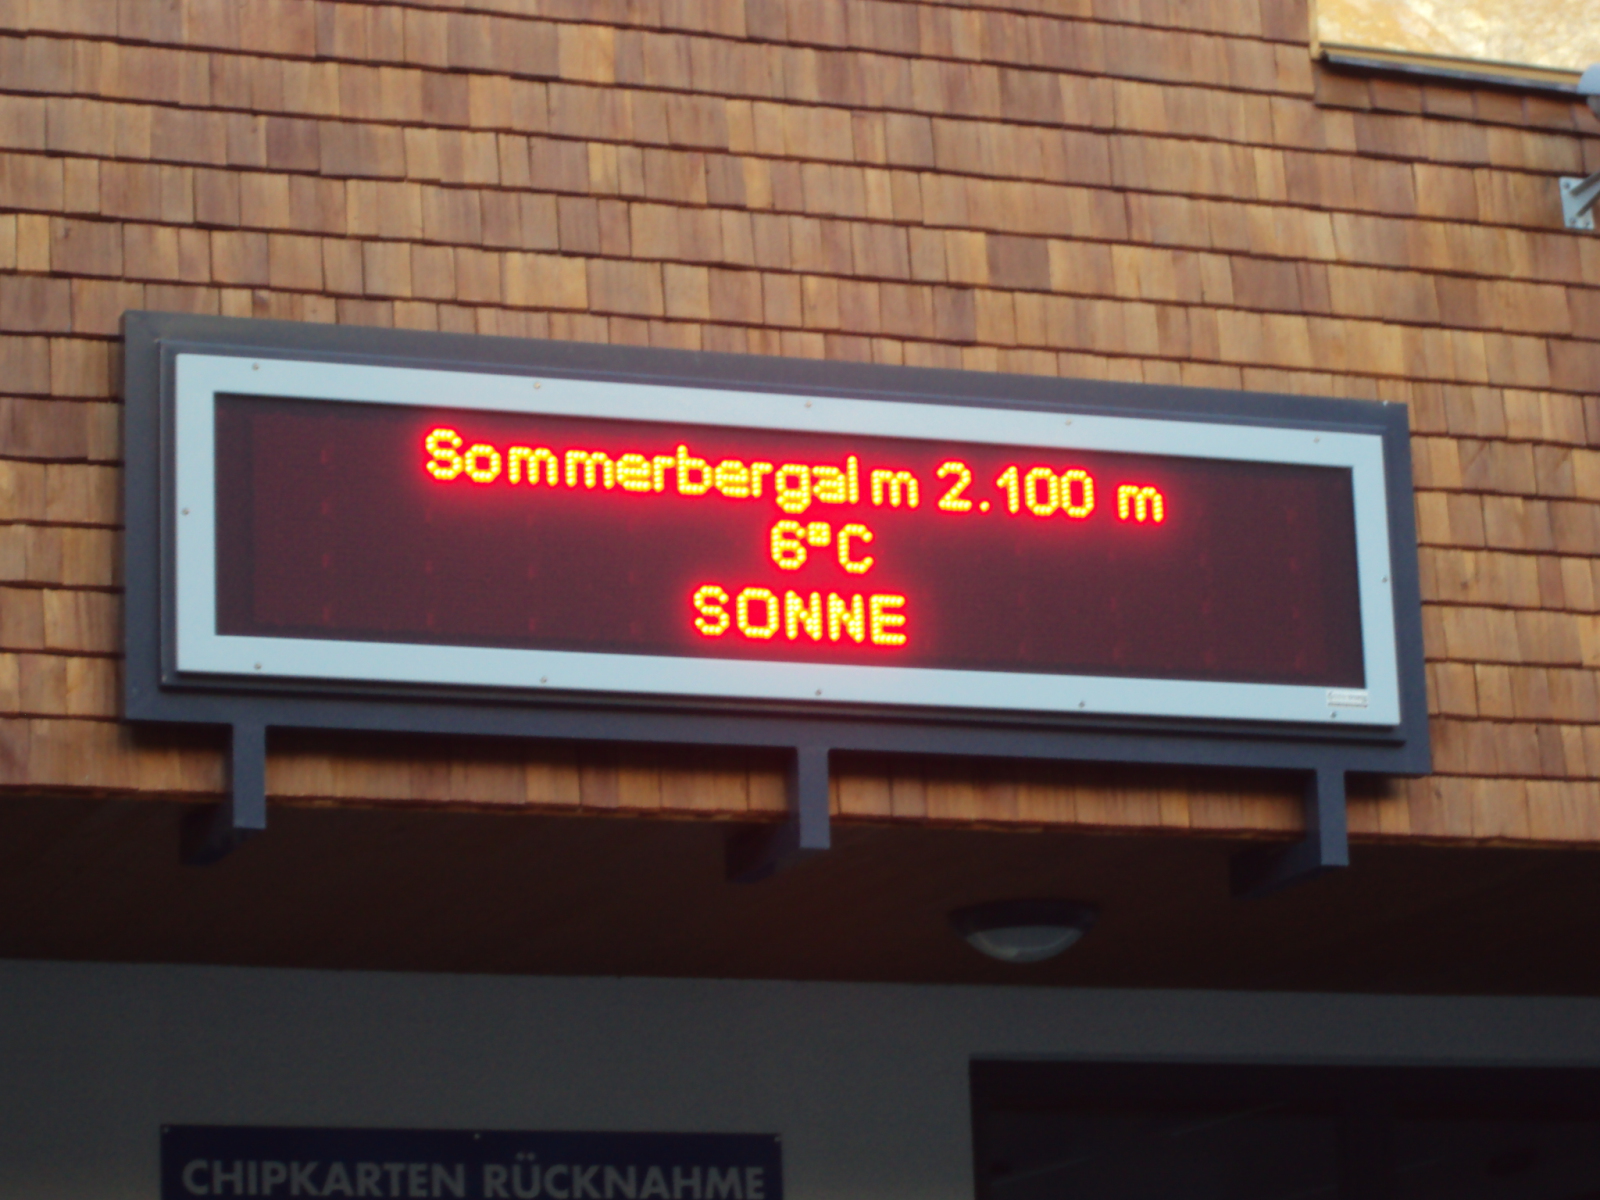 Sommerbergalm 2.100 m
6°C
SONNE
CHIPKARTEN RÜCKNAHME